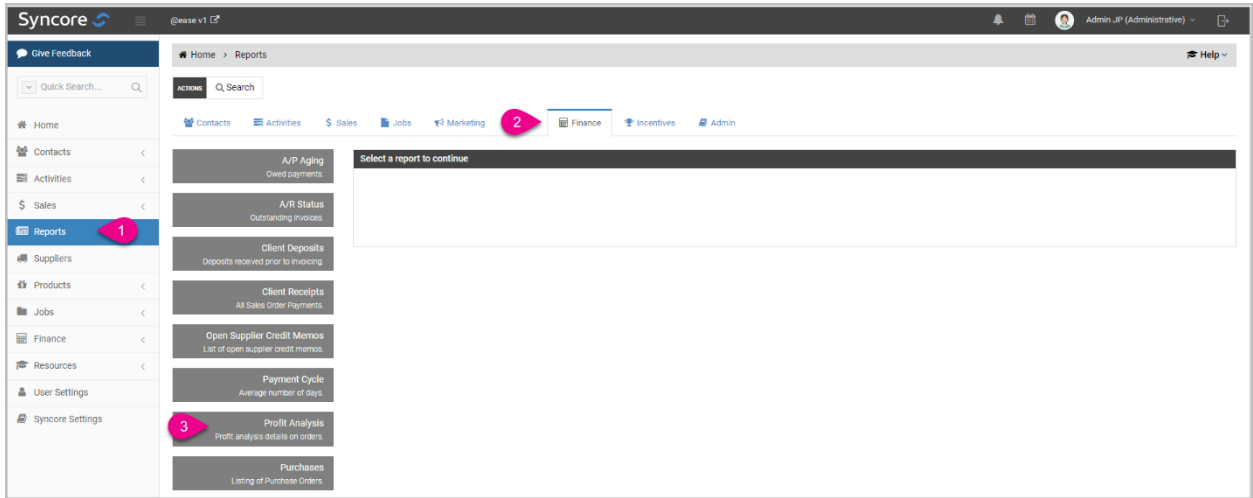 Syncore
@ease v1
Admin JP (Administrative)
Give Feedback
Home > Reports
Help
Quick Search...
ACTIONS
Search
Contacts
Activities
$ Sales
Jobs
Marketing
2
Finance
Incentives
Admin
Home
Contacts
Activities
$ Sales
Reports
1
Suppliers
Products
Jobs
Finance
Resources
User Settings
Syncore Settings
A/P Aging
Owed payments.
A/R Status
Outstanding invoices.
Client Deposits
Deposits received prior to invoicing.
Client Receipts
All Sales Order Payments.
Open Supplier Credit Memos
List of open supplier credit memos.
Payment Cycle
Average number of days.
3
Profit Analysis
Profit analysis details on orders.
Purchases
Listing of Purchase Orders.
Select a report to continue